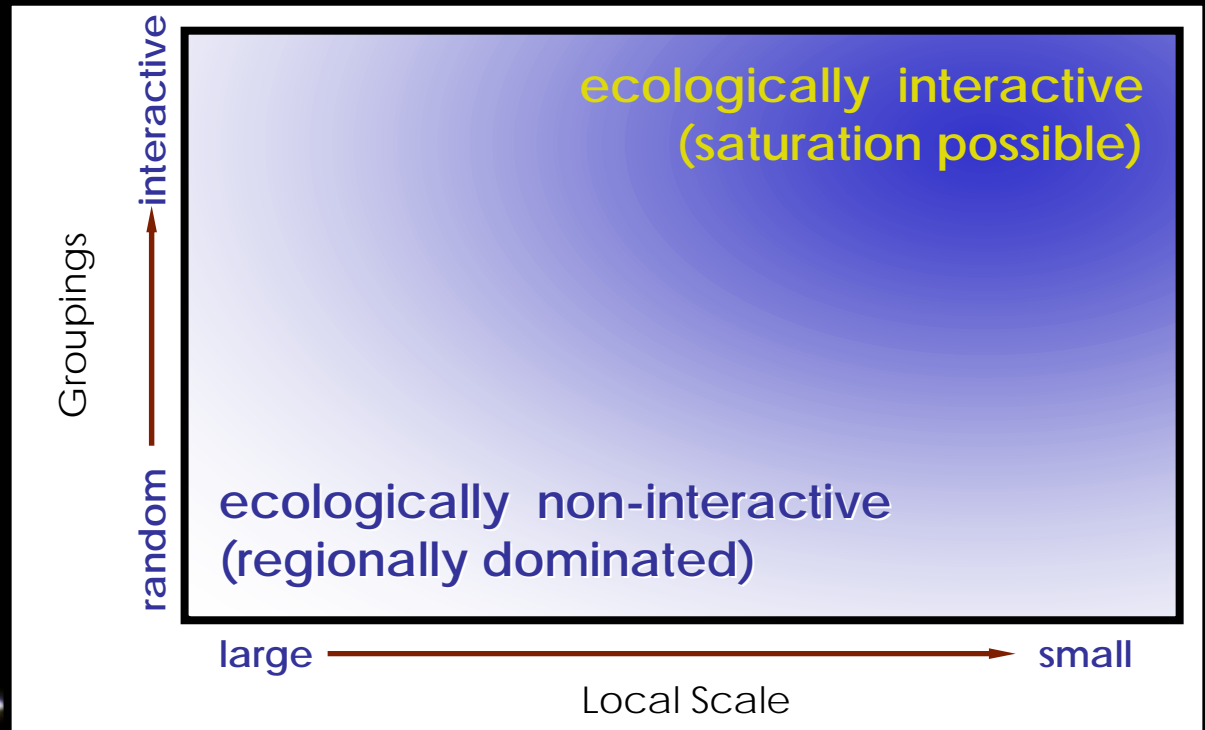 interactive
Groupings
random
ecologically interactive
(saturation possible)
ecologically non-interactive
(regionally dominated)
large
small
Local Scale